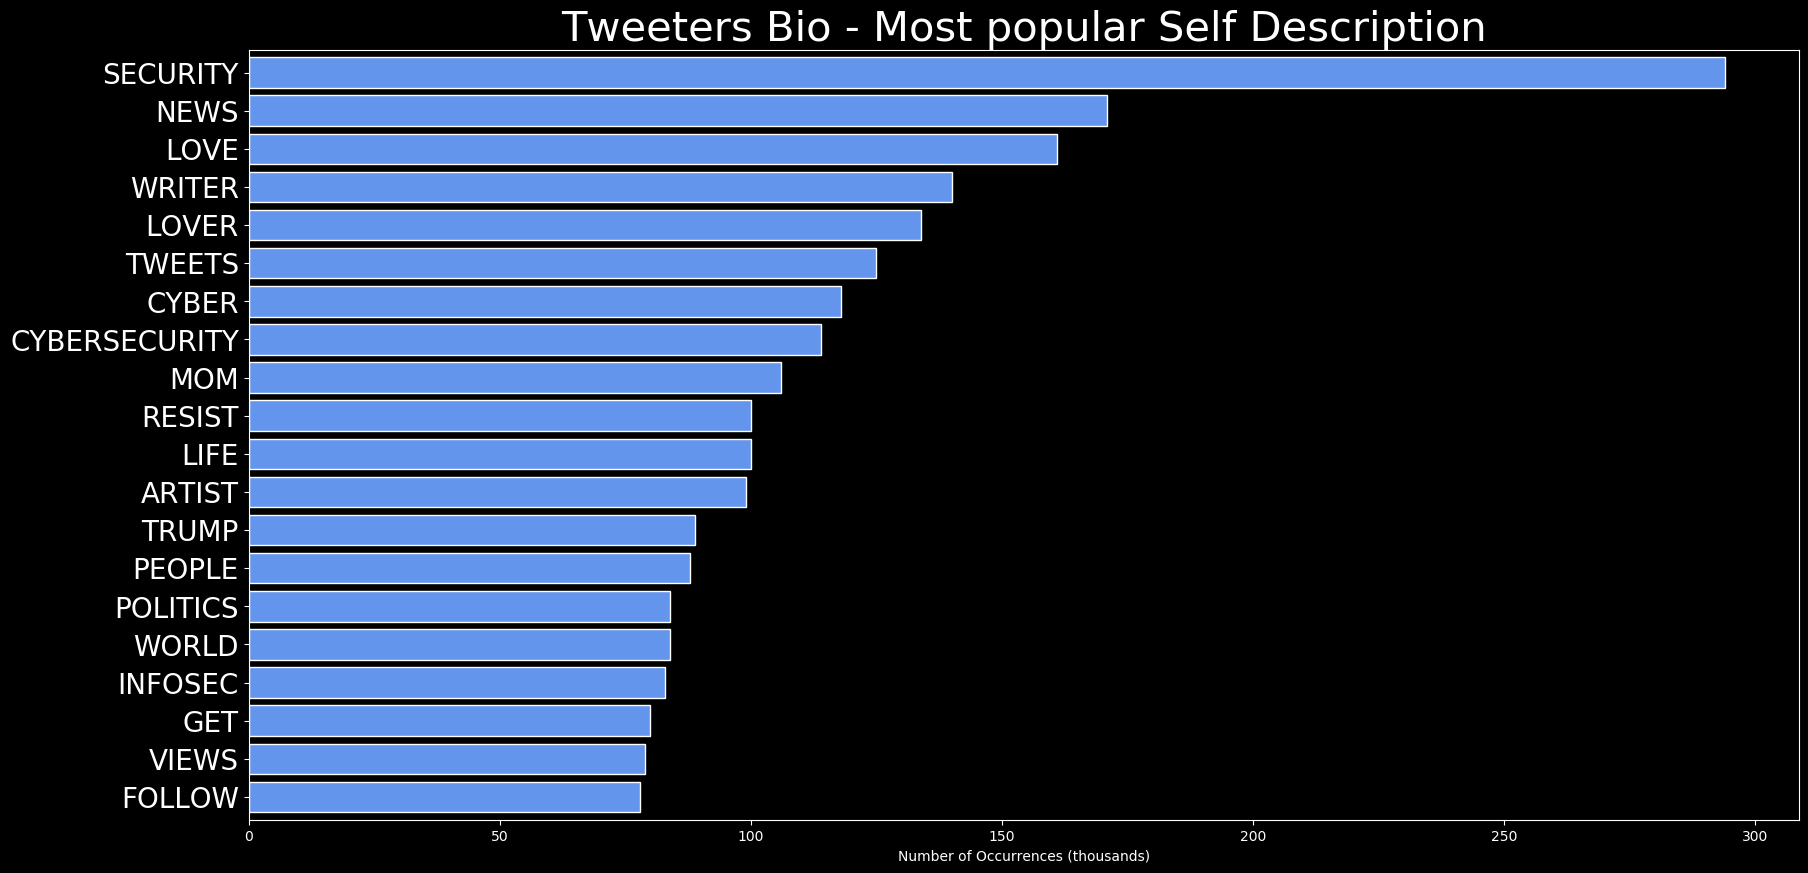 Tweeters Bio - Most popular Self Description
SECURITY
NEWS
LOVE
WRITER
LOVER
TWEETS
CYBER
CYBERSECURITY
MOM
RESIST
LIFE
ARTIST
TRUMP
PEOPLE
POLITICS
WORLD
INFOSEC
GET
VIEWS
FOLLOW
0 50 100 150 200 250 300
Number of Occurrences (thousands)